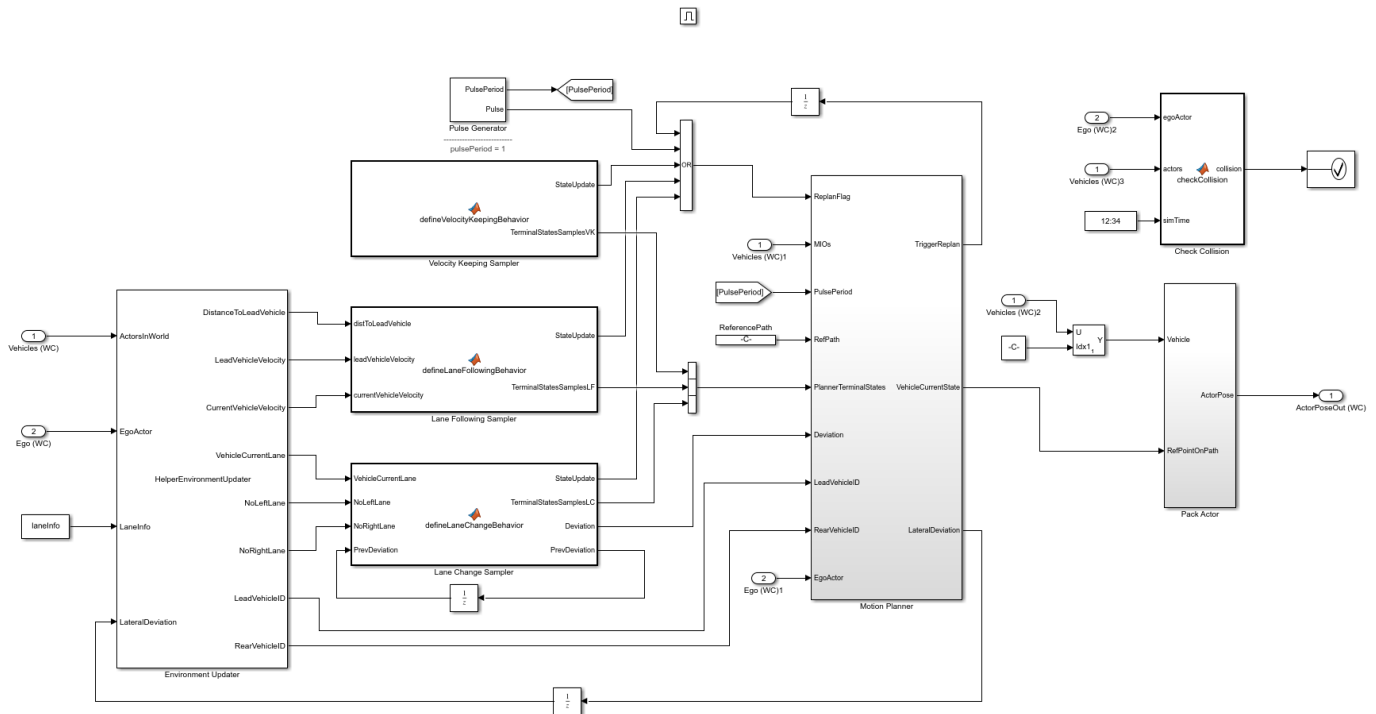 PulsePeriod
[PulsePeriod]
Pulse
Pulse Generator
pulsePeriod = 1
1
z
OR
StateUpdate
defineVelocityKeepingBehavior
TerminalStatesSamplesVK
Velocity Keeping Sampler
1
Vehicles (WC)
2
Ego (WC)
laneInfo
ActorsInWorld
EgoActor
LaneInfo
LateralDeviation
DistanceToLeadVehicle
LeadVehicleVelocity
CurrentVehicleVelocity
VehicleCurrentLane
HelperEnvironmentUpdater
NoLeftLane
NoRightLane
LeadVehicleID
RearVehicleID
Environment Updater
distToLeadVehicle
leadVehicleVelocity
currentVehicleVelocity
defineLaneFollowingBehavior
StateUpdate
TerminalStatesSamplesLF
Lane Following Sampler
VehicleCurrentLane
NoLeftLane
NoRightLane
PrevDeviation
defineLaneChangeBehavior
StateUpdate
TerminalStatesSamplesLC
Deviation
PrevDeviation
Lane Change Sampler
1
z
1
z
1
Vehicles (WC)1
[PulsePeriod]
ReferencePath
-C-
2
Ego (WC)1
ReplanFlag
MIOs
PulsePeriod
RefPath
PlannerTerminalStates
Deviation
LeadVehicleID
RearVehicleID
EgoActor
TriggerReplan
VehicleCurrentState
LateralDeviation
Motion Planner
2
Ego (WC)2
1
Vehicles (WC)3
12:34
egoActor
actors
simTime
checkCollision
collision
Check Collision
1
Vehicles (WC)2
-C-
U
Idx1
1
Y
Vehicle
RefPointOnPath
ActorPose
Pack Actor
1
ActorPoseOut (WC)